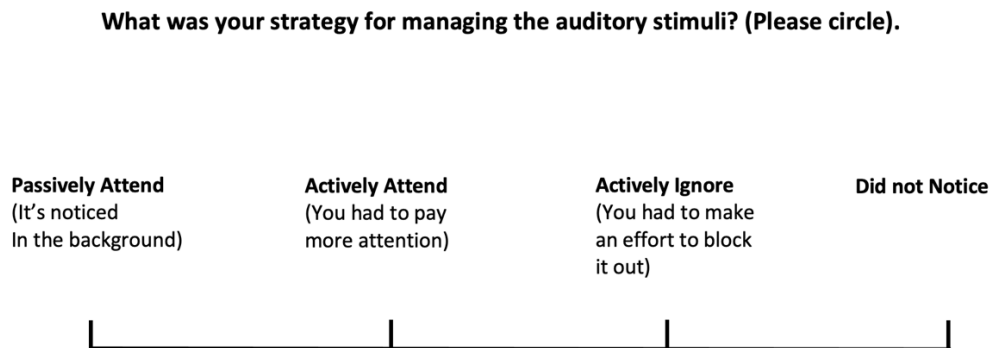 What was your strategy for managing the auditory stimuli? (Please circle).
Passively Attend
(It's noticed
In the background)
Actively Attend
(You had to pay
more attention)
Actively Ignore
(You had to make
an effort to block
it out)
Did not Notice